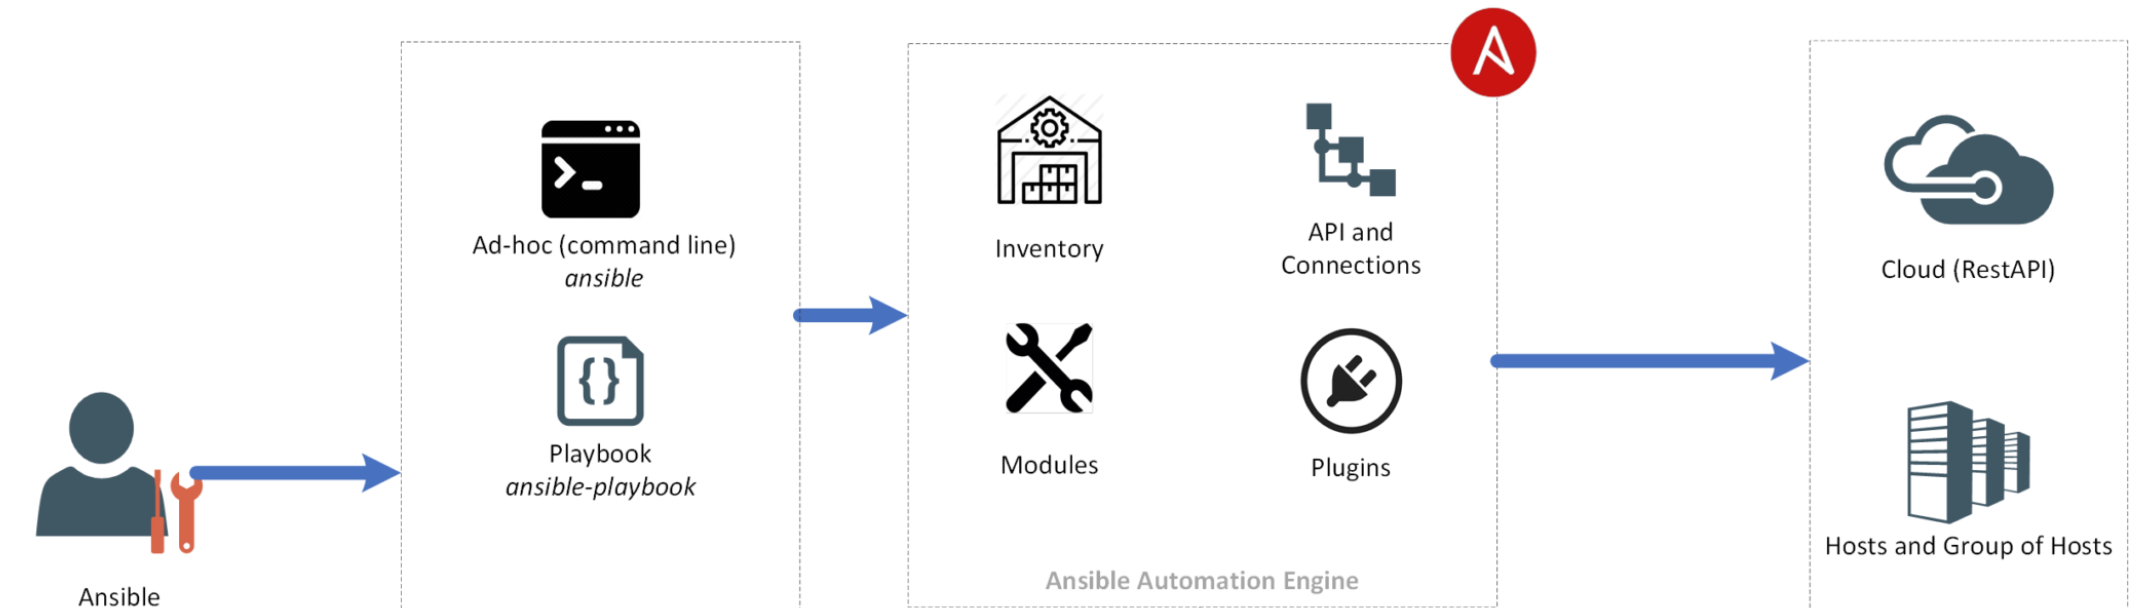 Ad-hoc (command line)
ansible
Playbook
ansible-playbook
Ansible
Inventory
API and
Connections
Modules
Plugins
Ansible Automation Engine
Cloud (RestAPI)
Hosts and Group of Hosts